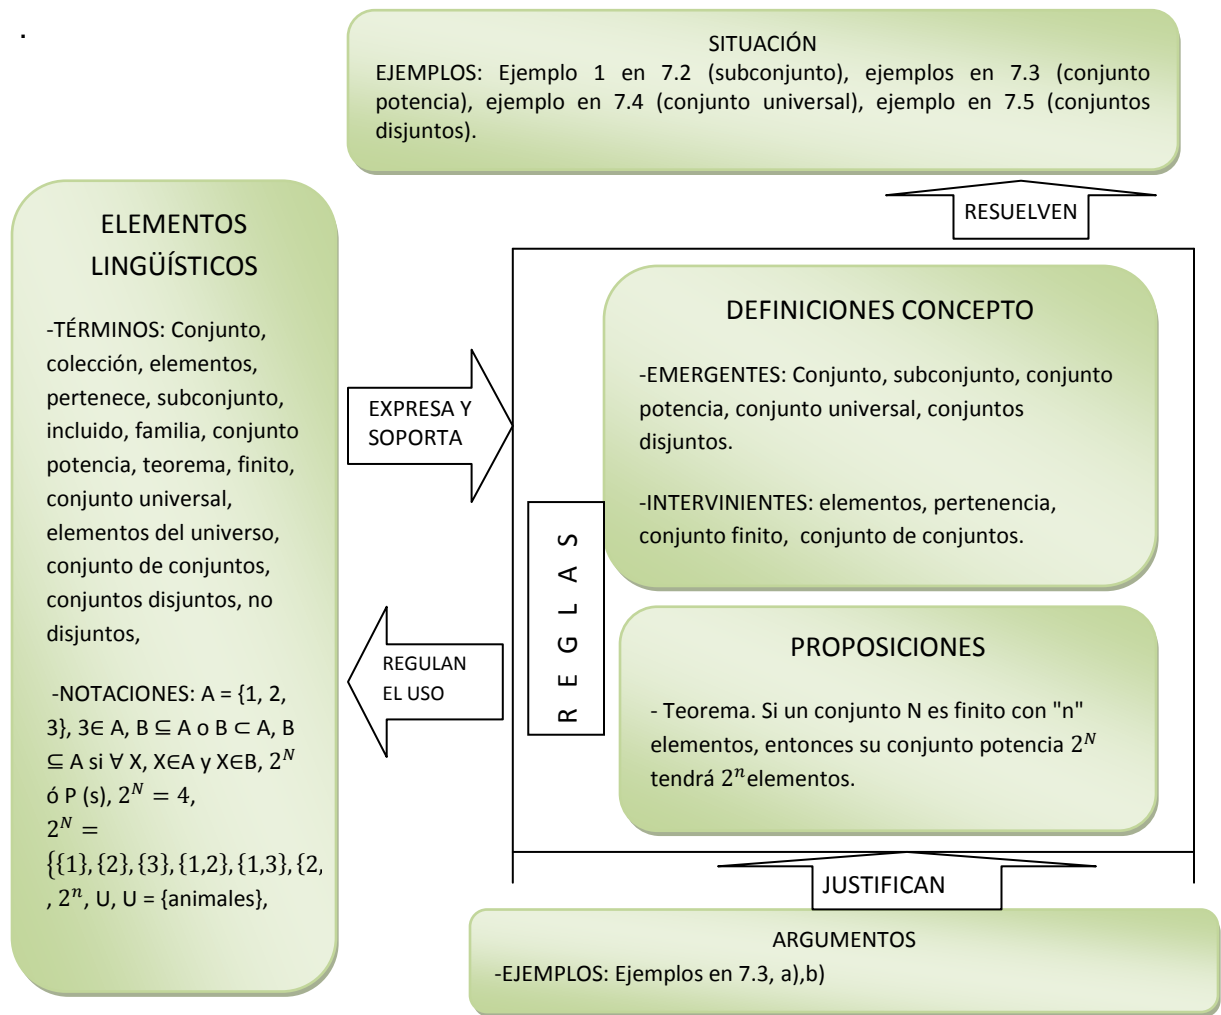 .
SITUACIÓN
EJEMPLOS: Ejemplo 1 en 7.2 (subconjunto), ejemplos en 7.3 (conjunto
potencia), ejemplo en 7.4 (conjunto universal), ejemplo en 7.5 (conjuntos
disjuntos).
RESUELVEN
ELEMENTOS
LINGÜÍSTICOS
-TÉRMINOS: Conjunto,
colección, elementos,
pertenece, subconjunto,
incluido, familia, conjunto
potencia, teorema, finito,
conjunto universal,
elementos del universo,
conjunto de conjuntos,
conjuntos disjuntos, no
disjuntos,
-NOTACIONES: A = {1, 2,
3}, 3∈ A, B ⊆ A o B ⊂ A, B
⊆ A si ∀ X, X∈A y X∈B, 2^N
ó P (s), 2^N = 4,
2^N =
{{1}, {2}, {3}, {1,2}, {1,3}, {2,
, 2^n, U, U = {animales},
EXPRESA Y
SOPORTA
REGULAN
EL USO
REGLAS
DEFINICIONES CONCEPTO
-EMERGENTES: Conjunto, subconjunto, conjunto
potencia, conjunto universal, conjuntos
disjuntos.
-INTERVINIENTES: elementos, pertenencia,
conjunto finito, conjunto de conjuntos.
PROPOSICIONES
- Teorema. Si un conjunto N es finito con "n"
elementos, entonces su conjunto potencia 2^N
tendrá 2^n elementos.
JUSTIFICAN
ARGUMENTOS
-EJEMPLOS: Ejemplos en 7.3, a),b)